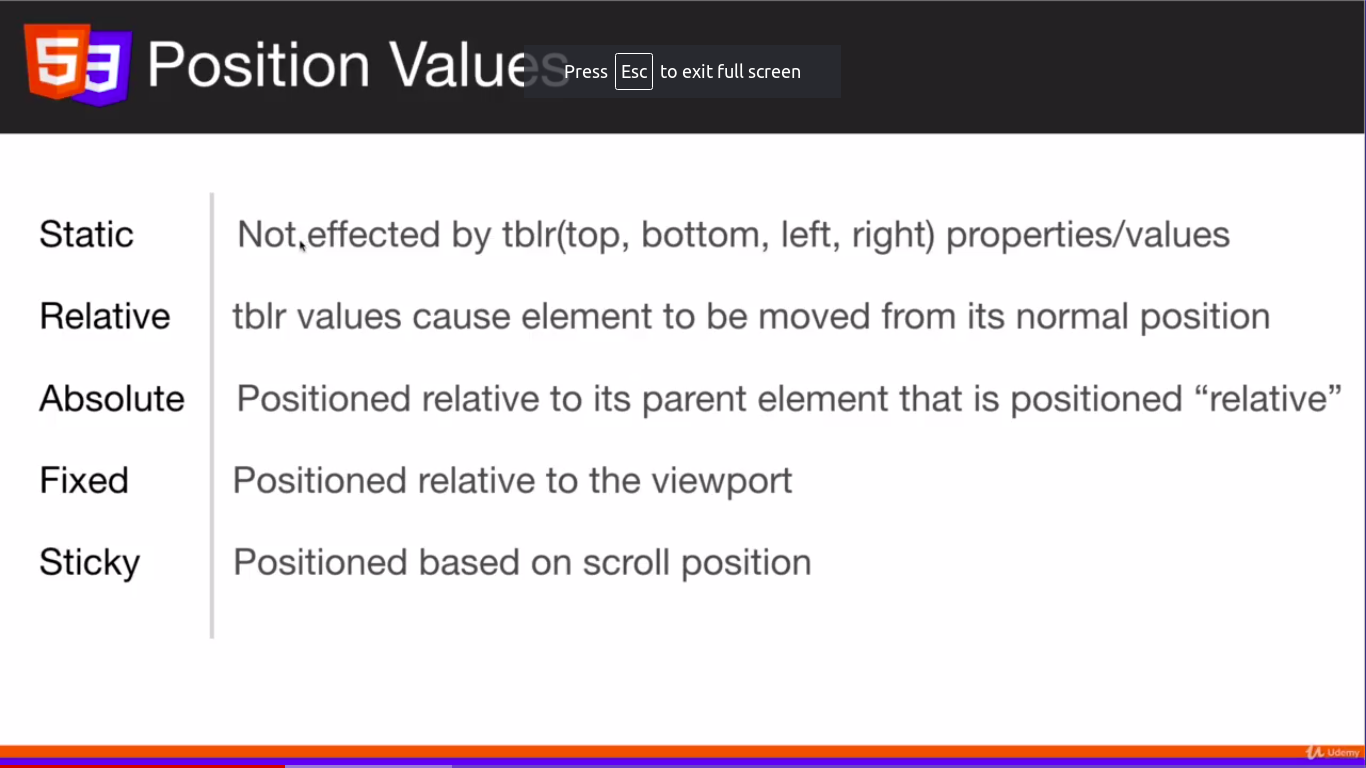 5 3 Position Values
Press Esc to exit full screen
Static Not effected by tblr(top, bottom, left, right) properties/values
Relative tblr values cause element to be moved from its normal position
Absolute Positioned relative to its parent element that is positioned “relative”
Fixed Positioned relative to the viewport
Sticky Positioned based on scroll position
Udemy